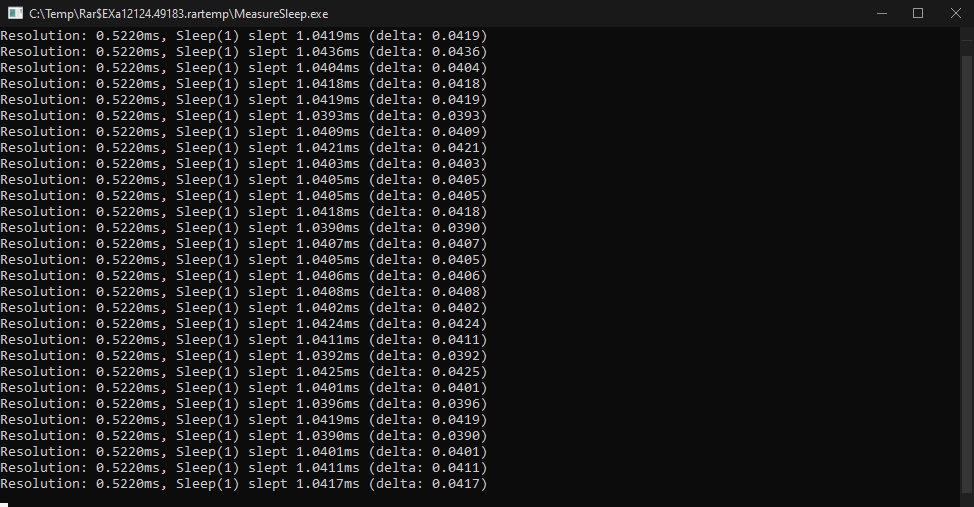 C:\Temp\Rar$EXa12124.49183.rartemp\MeasureSleep.exe
Resolution: 0.5220ms, Sleep(1) slept 1.0419ms (delta: 0.0419)
Resolution: 0.5220ms, Sleep(1) slept 1.0436ms (delta: 0.0436)
Resolution: 0.5220ms, Sleep(1) slept 1.0404ms (delta: 0.0404)
Resolution: 0.5220ms, Sleep(1) slept 1.0418ms (delta: 0.0418)
Resolution: 0.5220ms, Sleep(1) slept 1.0419ms (delta: 0.0419)
Resolution: 0.5220ms, Sleep(1) slept 1.0393ms (delta: 0.0393)
Resolution: 0.5220ms, Sleep(1) slept 1.0409ms (delta: 0.0409)
Resolution: 0.5220ms, Sleep(1) slept 1.0421ms (delta: 0.0421)
Resolution: 0.5220ms, Sleep(1) slept 1.0403ms (delta: 0.0403)
Resolution: 0.5220ms, Sleep(1) slept 1.0405ms (delta: 0.0405)
Resolution: 0.5220ms, Sleep(1) slept 1.0405ms (delta: 0.0405)
Resolution: 0.5220ms, Sleep(1) slept 1.0418ms (delta: 0.0418)
Resolution: 0.5220ms, Sleep(1) slept 1.0390ms (delta: 0.0390)
Resolution: 0.5220ms, Sleep(1) slept 1.0407ms (delta: 0.0407)
Resolution: 0.5220ms, Sleep(1) slept 1.0405ms (delta: 0.0405)
Resolution: 0.5220ms, Sleep(1) slept 1.0406ms (delta: 0.0406)
Resolution: 0.5220ms, Sleep(1) slept 1.0408ms (delta: 0.0408)
Resolution: 0.5220ms, Sleep(1) slept 1.0402ms (delta: 0.0402)
Resolution: 0.5220ms, Sleep(1) slept 1.0424ms (delta: 0.0424)
Resolution: 0.5220ms, Sleep(1) slept 1.0411ms (delta: 0.0411)
Resolution: 0.5220ms, Sleep(1) slept 1.0392ms (delta: 0.0392)
Resolution: 0.5220ms, Sleep(1) slept 1.0425ms (delta: 0.0425)
Resolution: 0.5220ms, Sleep(1) slept 1.0401ms (delta: 0.0401)
Resolution: 0.5220ms, Sleep(1) slept 1.0396ms (delta: 0.0396)
Resolution: 0.5220ms, Sleep(1) slept 1.0419ms (delta: 0.0419)
Resolution: 0.5220ms, Sleep(1) slept 1.0390ms (delta: 0.0390)
Resolution: 0.5220ms, Sleep(1) slept 1.0401ms (delta: 0.0401)
Resolution: 0.5220ms, Sleep(1) slept 1.0411ms (delta: 0.0411)
Resolution: 0.5220ms, Sleep(1) slept 1.0417ms (delta: 0.0417)